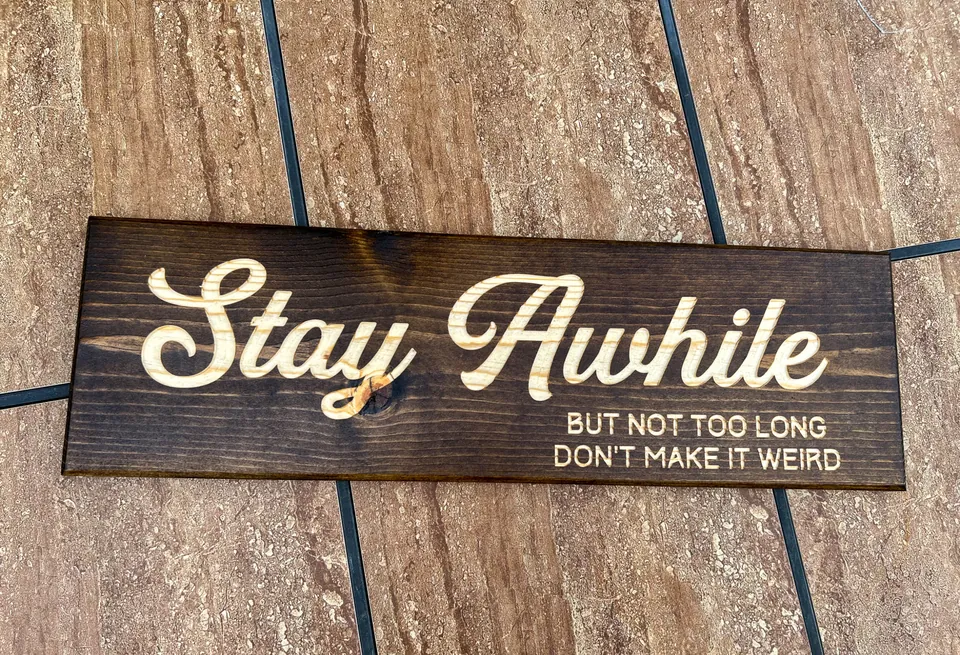 Stay Awhile
BUT NOT TOO LONG
DON'T MAKE IT WEIRD